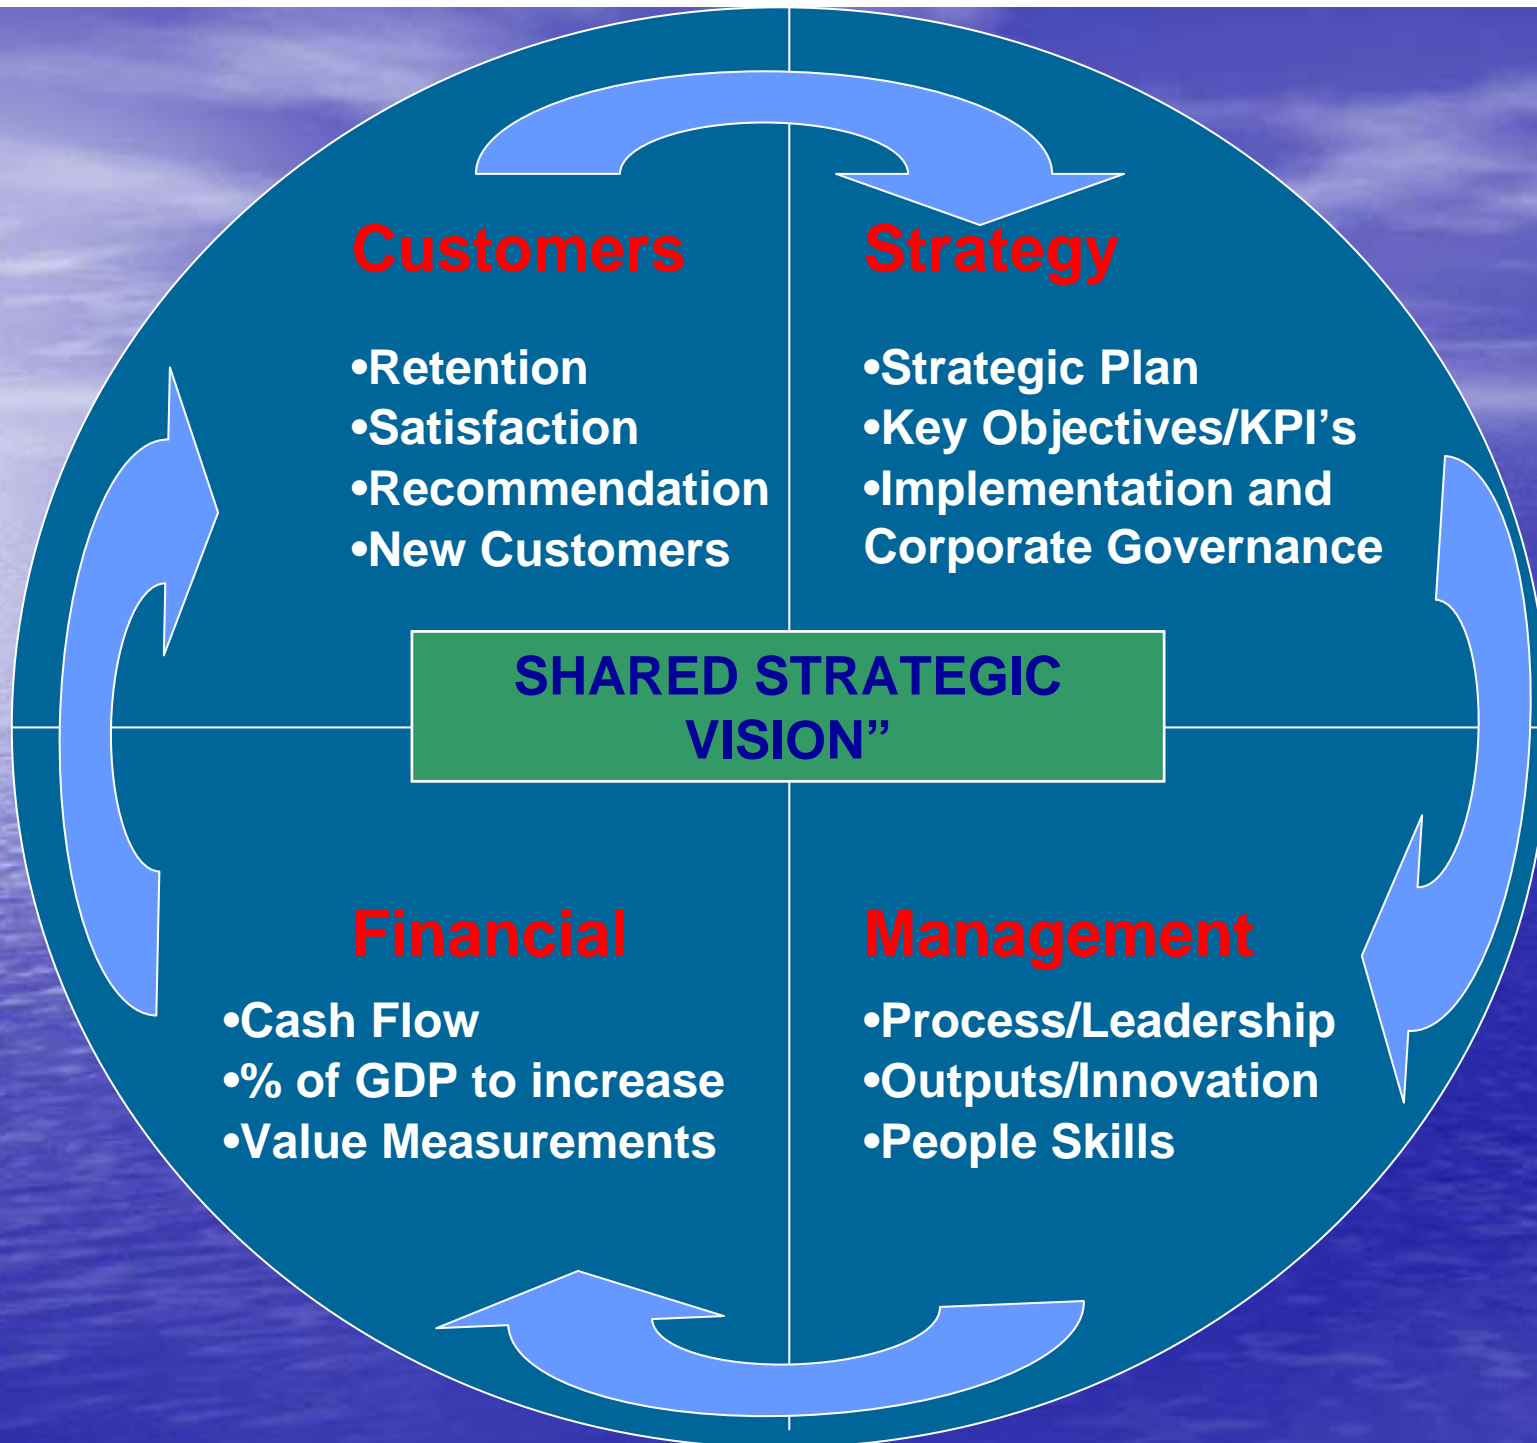 Customers
•Retention
•Satisfaction
•Recommendation
•New Customers
Strategy
•Strategic Plan
•Key Objectives/KPI’s
•Implementation and
Corporate Governance
SHARED STRATEGIC
VISION”
Financial
•Cash Flow
•% of GDP to increase
•Value Measurements
Management
•Process/Leadership
•Outputs/Innovation
•People Skills